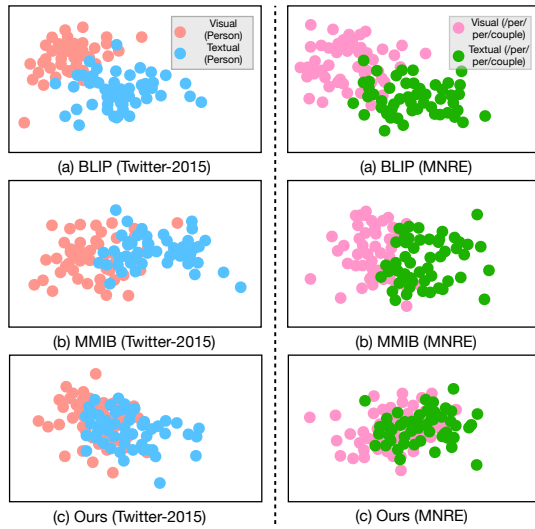 Visual
(Person)
Textual
(Person)
Visual (/per/
per/couple)
Textual (/per/
per/couple)
(a) BLIP (Twitter-2015)
(a) BLIP (MNRE)
(b) MMIB (Twitter-2015)
(b) MMIB (MNRE)
(c) Ours (Twitter-2015)
(c) Ours (MNRE)